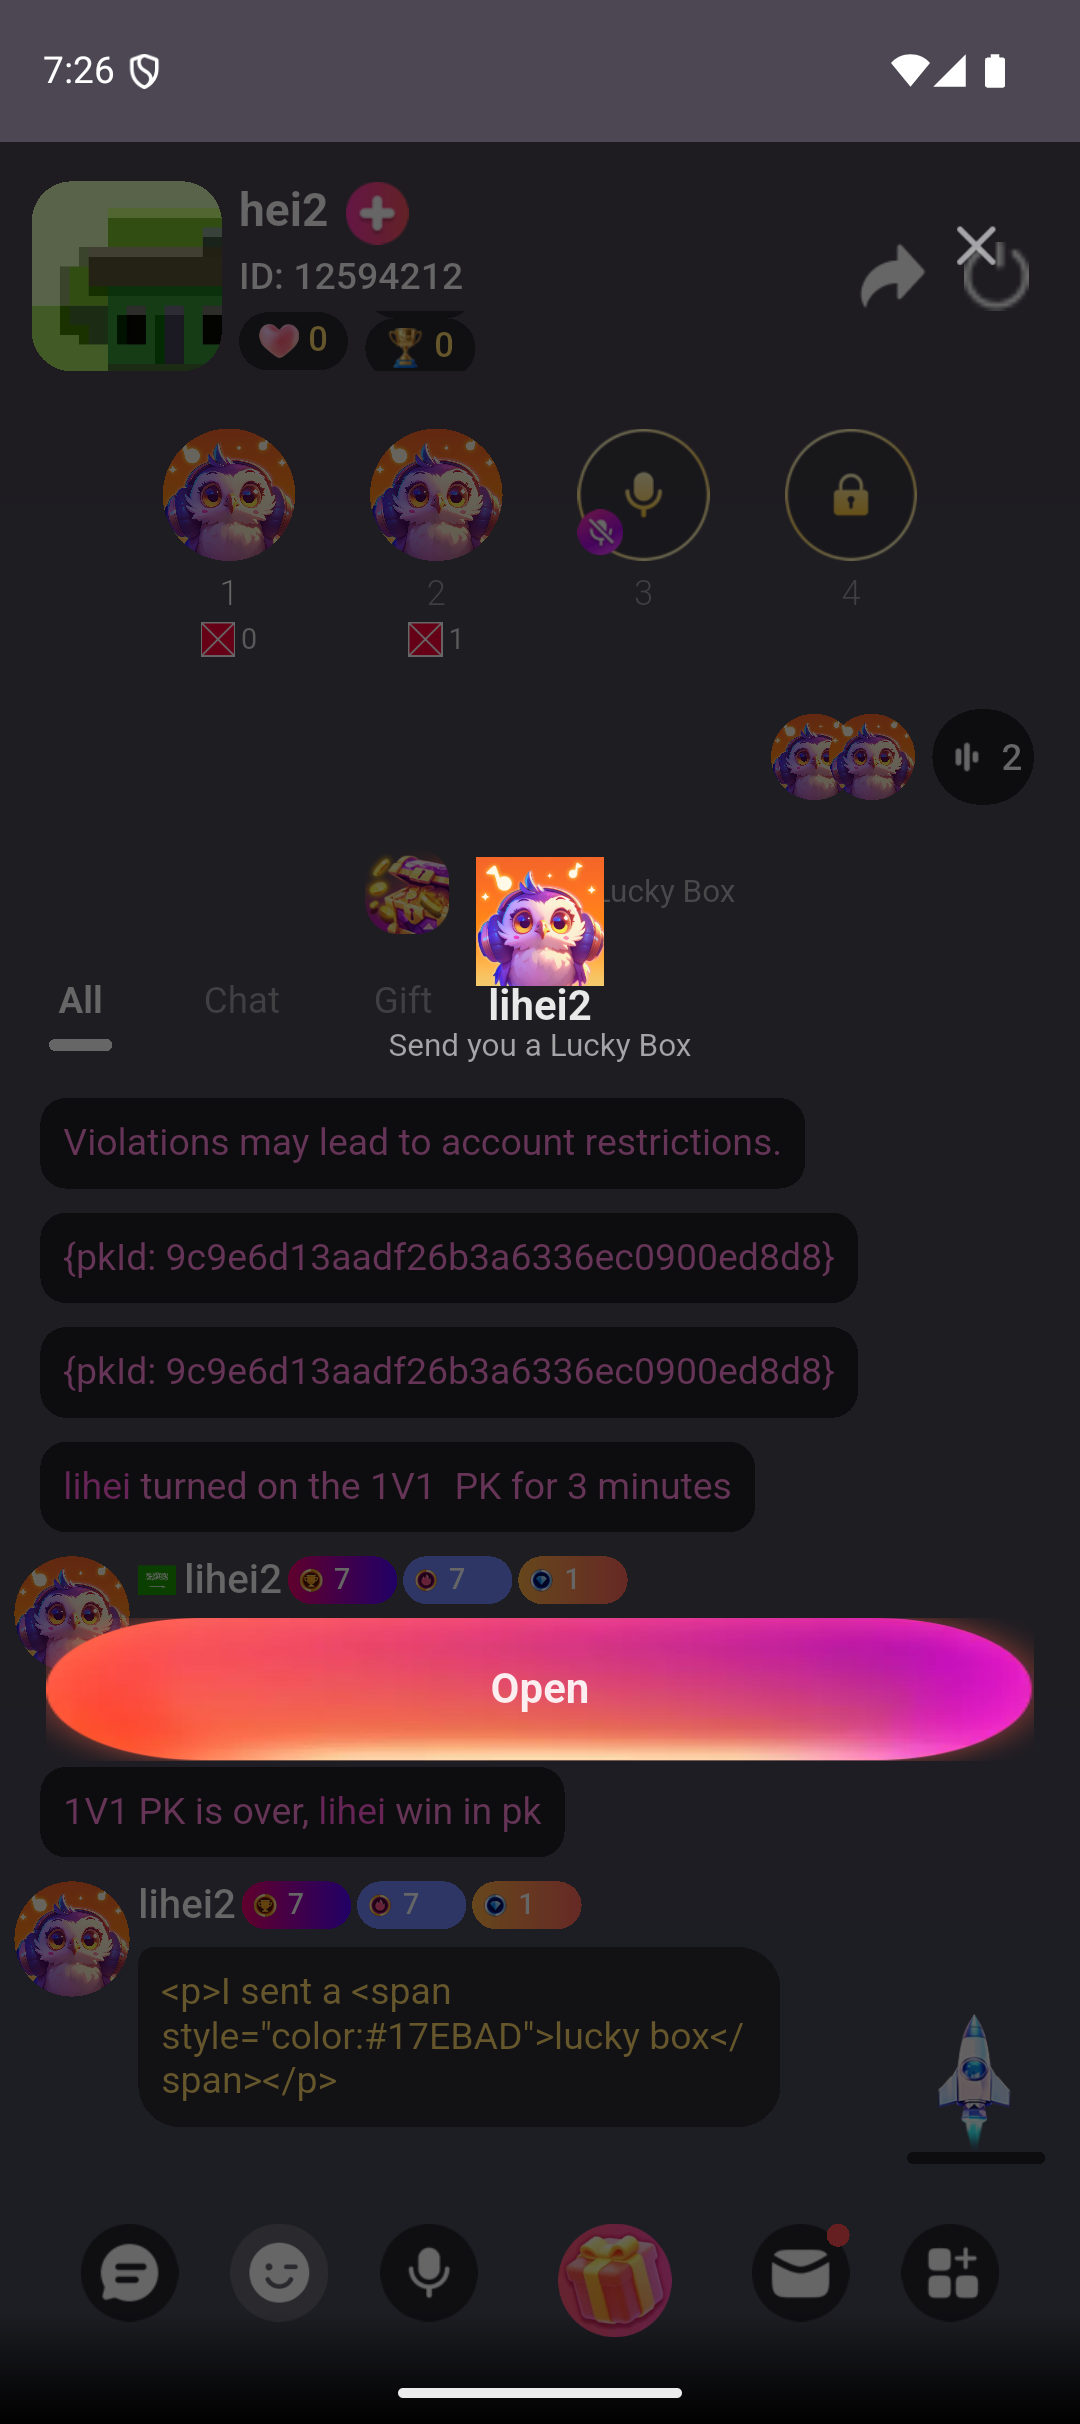 7:26
hei2
ID: 12594212
0
0
1
2
3
4
0
1
2
Lucky Box
All
Chat
Gift
lihei2
Send you a Lucky Box
Violations may lead to account restrictions.
{pkId: 9c9e6d13aadf26b3a6336ec0900ed8d8}
{pkId: 9c9e6d13aadf26b3a6336ec0900ed8d8}
lihei turned on the 1V1 PK for 3 minutes
lihei2 7 7 1
Open
1V1 PK is over, lihei win in pk
lihei2 7 7 1
<p>I sent a <span
style="color:#17EBAD">lucky box</
span></p>